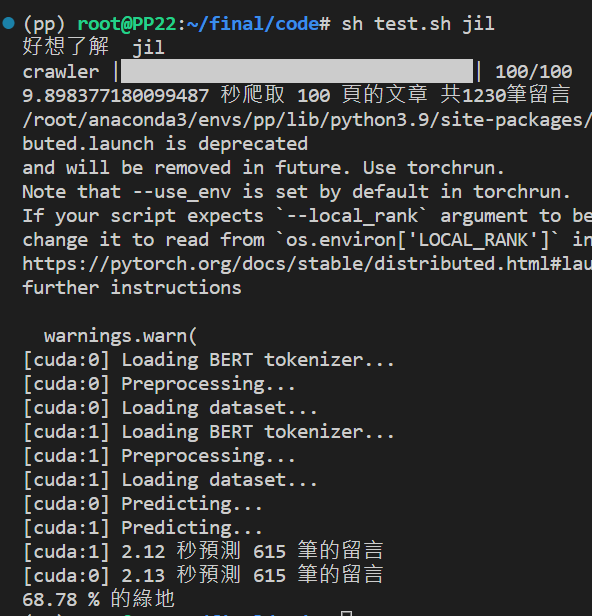 (pp) root@PP22:~/final/code# sh test.sh jil
好想了解  jil
crawler | | 100/100
9.898377180099487 秒爬取 100 頁的文章 共1230筆留言
/root/anaconda3/envs/pp/lib/python3.9/site-packages/
buted.launch is deprecated
and will be removed in future. Use torchrun.
Note that --use_env is set by default in torchrun.
If your script expects `--local_rank` argument to be
change it to read from `os.environ['LOCAL_RANK']` in
https://pytorch.org/docs/stable/distributed.html#lau
further instructions
  warnings.warn(
[cuda:0] Loading BERT tokenizer...
[cuda:0] Preprocessing...
[cuda:0] Loading dataset...
[cuda:1] Loading BERT tokenizer...
[cuda:1] Preprocessing...
[cuda:1] Loading dataset...
[cuda:0] Predicting...
[cuda:1] Predicting...
[cuda:1] 2.12 秒預測 615 筆的留言
[cuda:0] 2.13 秒預測 615 筆的留言
68.78 % 的綠地